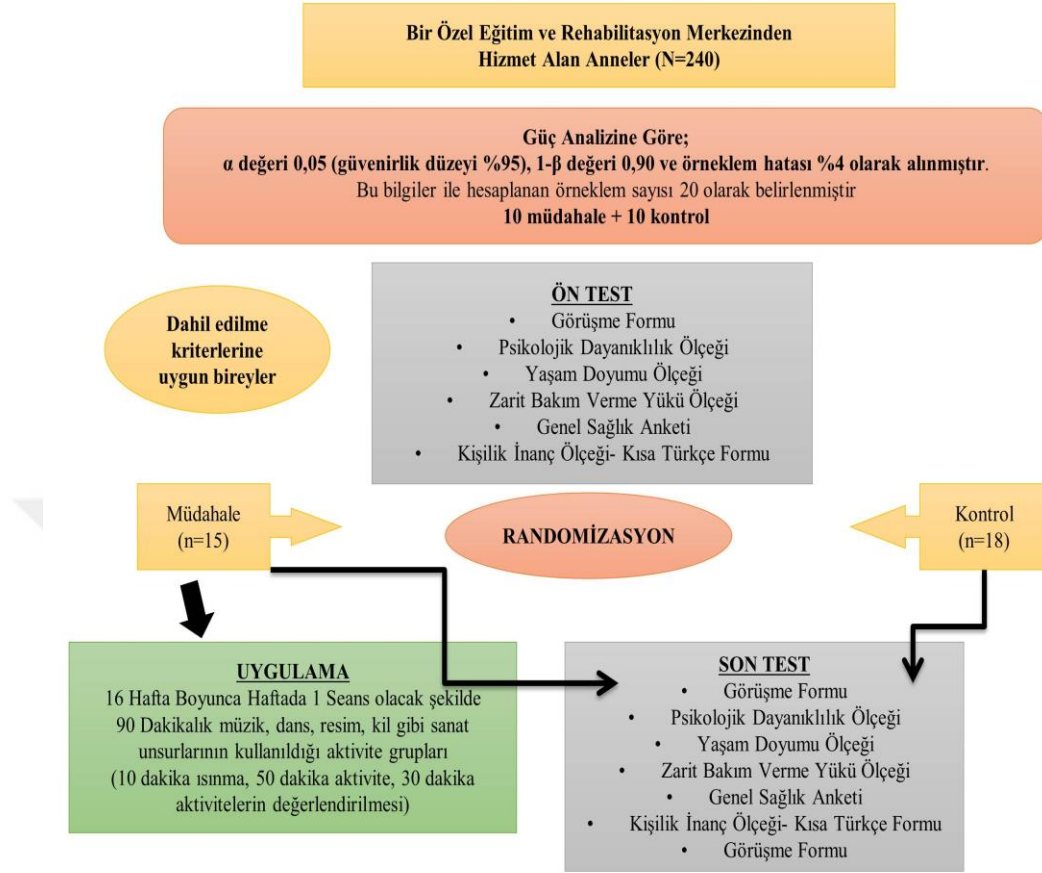 Bir Özel Eğitim ve Rehabilitasyon Merkezinden
Hizmet Alan Anneler (N=240)
Güç Analizine Göre;
α değeri 0,05 (güvenirlik düzeyi %95), 1-β değeri 0,90 ve örneklem hatası %4 olarak alınmıştır.
Bu bilgiler ile hesaplanan örneklem sayısı 20 olarak belirlenmiştir
10 müdahale + 10 kontrol
Dahil edilme
kriterlerine
uygun bireyler
ÖN TEST
• Görüşme Formu
• Psikolojik Dayanıklılık Ölçeği
• Yaşam Doyumu Ölçeği
• Zarit Bakım Verme Yükü Ölçeği
• Genel Sağlık Anketi
• Kişilik İnanç Ölçeği- Kısa Türkçe Formu
Müdahale
(n=15)
RANDOMİZASYON
Kontrol
(n=18)
UYGULAMA
16 Hafta Boyunca Haftada 1 Seans olacak şekilde
90 Dakikalık müzik, dans, resim, kil gibi sanat
unsurlarının kullanıldığı aktivite grupları
(10 dakika ısınma, 50 dakika aktivite, 30 dakika
aktivitelerin değerlendirilmesi)
SON TEST
• Görüşme Formu
• Psikolojik Dayanıklılık Ölçeği
• Yaşam Doyumu Ölçeği
• Zarit Bakım Verme Yükü Ölçeği
• Genel Sağlık Anketi
• Kişilik İnanç Ölçeği- Kısa Türkçe Formu
• Görüşme Formu